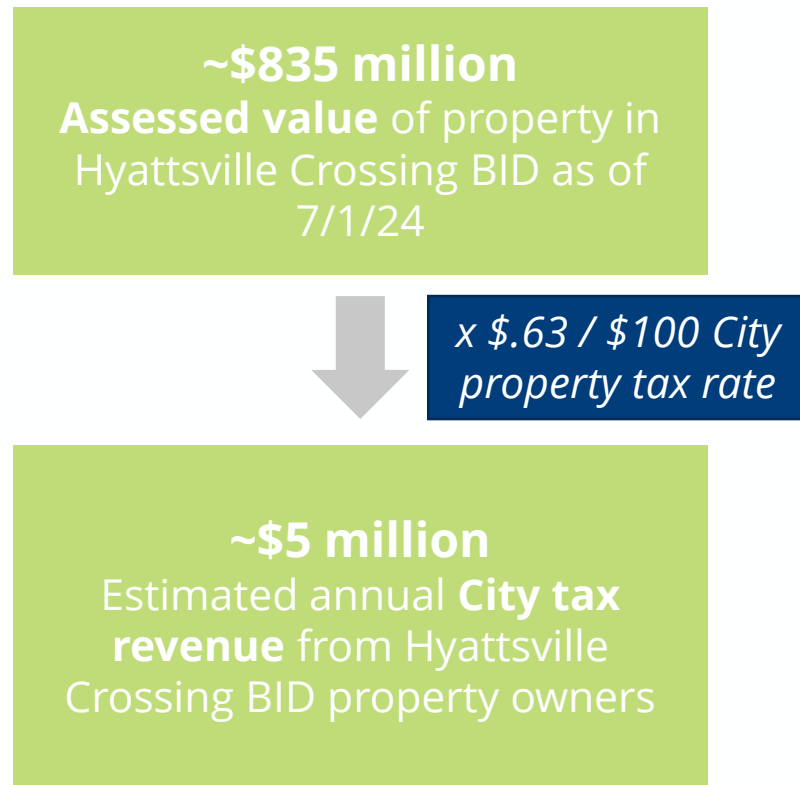 ~$835 million
Assessed value of property in
Hyattsville Crossing BID as of
7/1/24
x $.63 / $100 City
property tax rate
~$5 million
Estimated annual City tax
revenue from Hyattsville
Crossing BID property owners